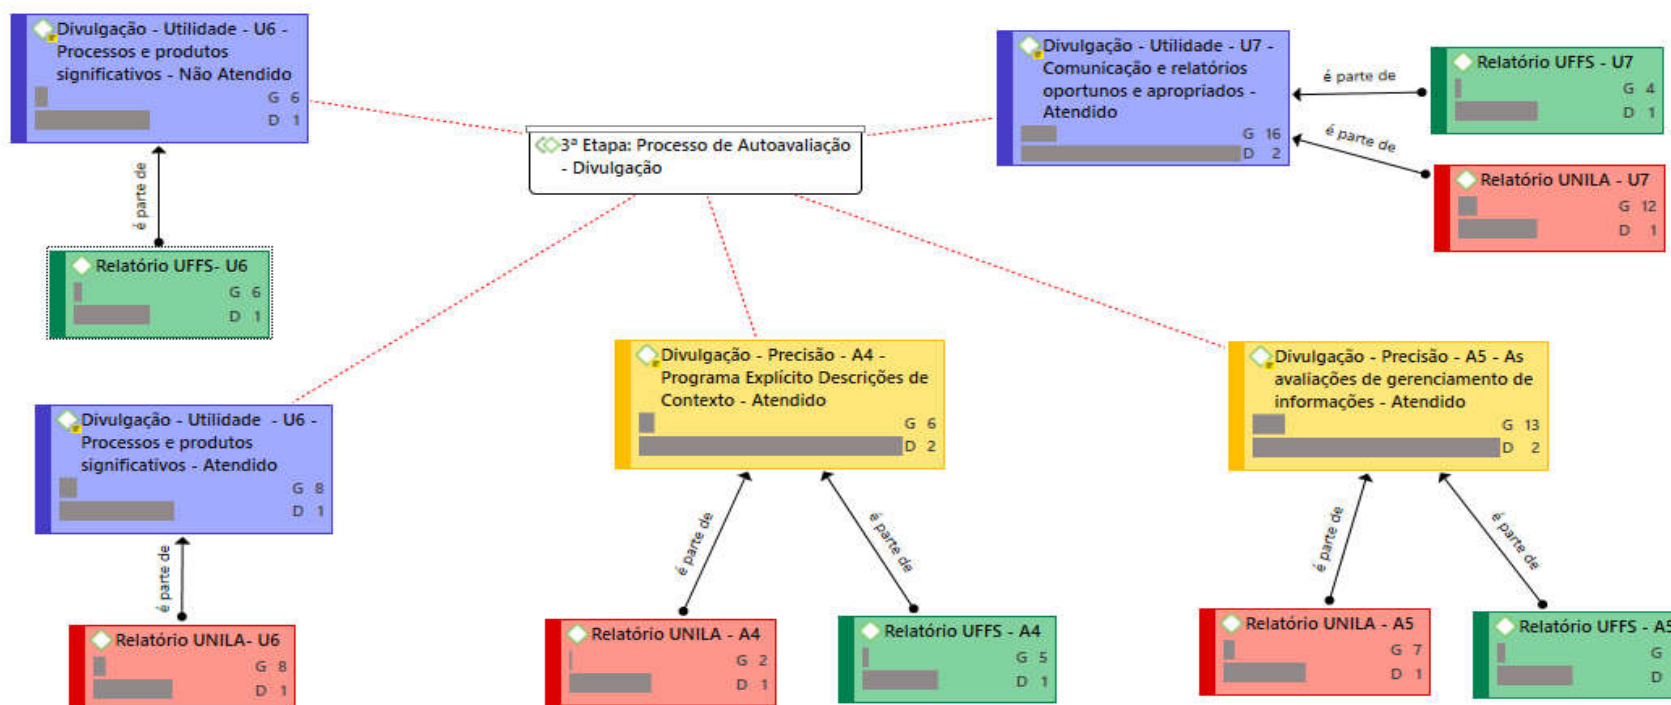 Divulgação - Utilidade - U6 -
Processos e produtos
significativos - Não Atendido
G 6
D 1
é parte de
Relatório UFFS- U6
G 6
D 1
3ª Etapa: Processo de Autoavaliação
- Divulgação
Divulgação - Utilidade - U7 -
Comunicação e relatórios
oportunos e apropriados -
Atendido
G 16
D 2
é parte de
é parte de
Relatório UFFS - U7
G 4
D 1
Relatório UNILA - U7
G 12
D 1
Divulgação - Utilidade - U6 -
Processos e produtos
significativos - Atendido
G 8
D 1
é parte de
Relatório UNILA- U6
G 8
D 1
Divulgação - Precisão - A4 -
Programa Explícito Descrições de
Contexto - Atendido
G 6
D 2
é parte de
é parte de
Relatório UNILA - A4
G 2
D 1
Relatório UFFS - A4
G 5
D 1
Divulgação - Precisão - A5 - As
avaliações de gerenciamento de
informações - Atendido
G 13
D 2
é parte de
é parte de
Relatório UNILA - A5
G 7
D 1
Relatório UFFS - A5
G
D